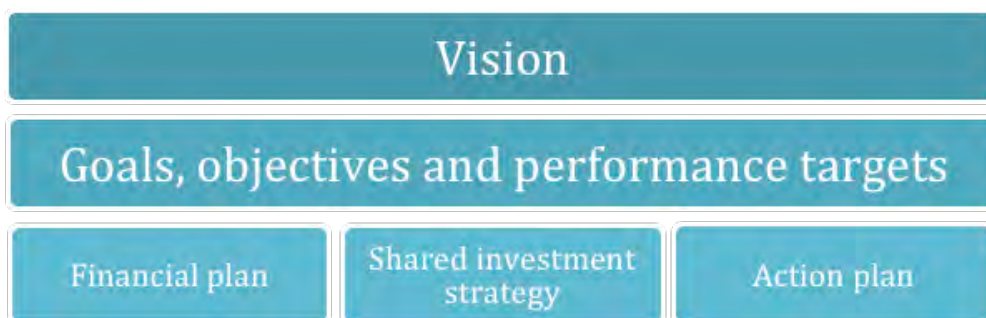 Vision
Goals, objectives and performance targets
Financial plan
Shared investment
strategy
Action plan